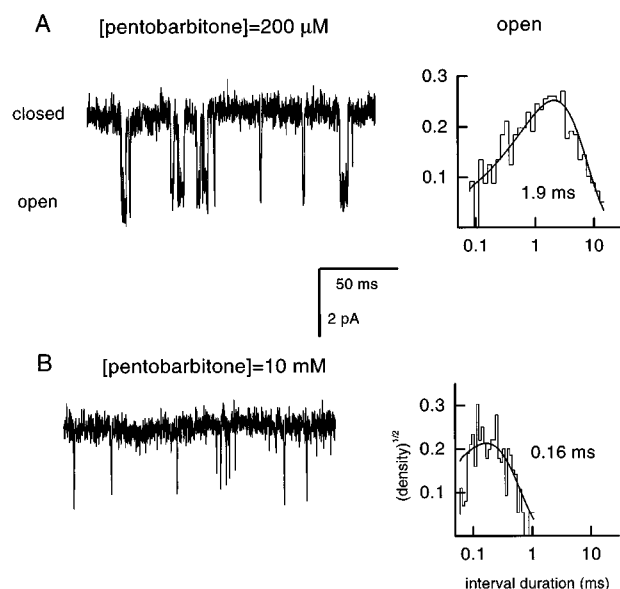 A
[pentobarbitone]=200 µM
open
closed
open
0.3
0.2
0.1
1.9 ms
0.1
1
10
50 ms
2 pA
B
[pentobarbitone]=10 mM
(density)1/2
0.3
0.2
0.1
0.16 ms
0.1
1
10
interval duration (ms)